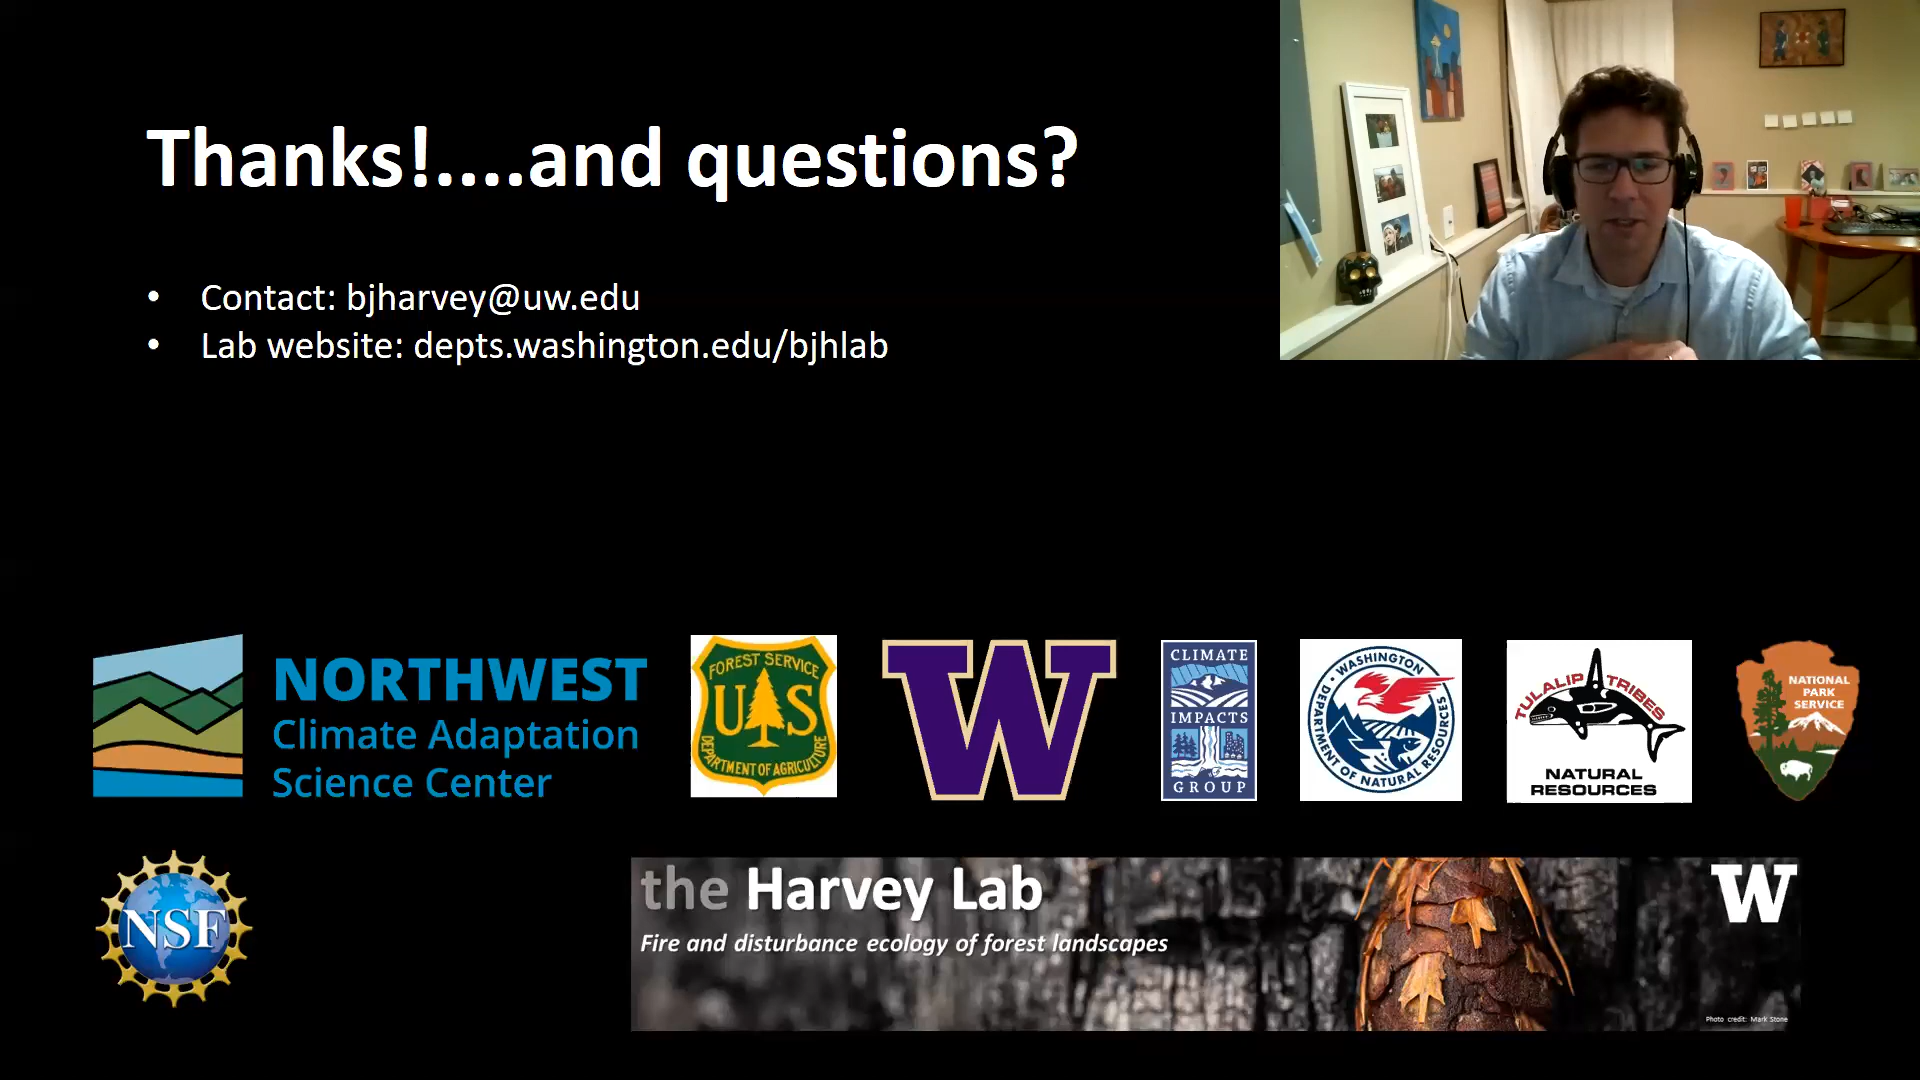 Thanks!....and questions?
• Contact: bjharvey@uw.edu
• Lab website: depts.washington.edu/bjhlab
NORTHWEST
Climate Adaptation
Science Center
FOREST SERVICE
U S
DEPARTMENT OF AGRICULTURE
W
CLIMATE
IMPACTS
GROUP
WASHINGTON
DEPARTMENT OF NATURAL RESOURCES
TULALIP TRIBES
NATURAL
RESOURCES
NATIONAL
PARK
SERVICE
NSF
the Harvey Lab
Fire and disturbance ecology of forest landscapes
W
Photo credit: Mark Stone